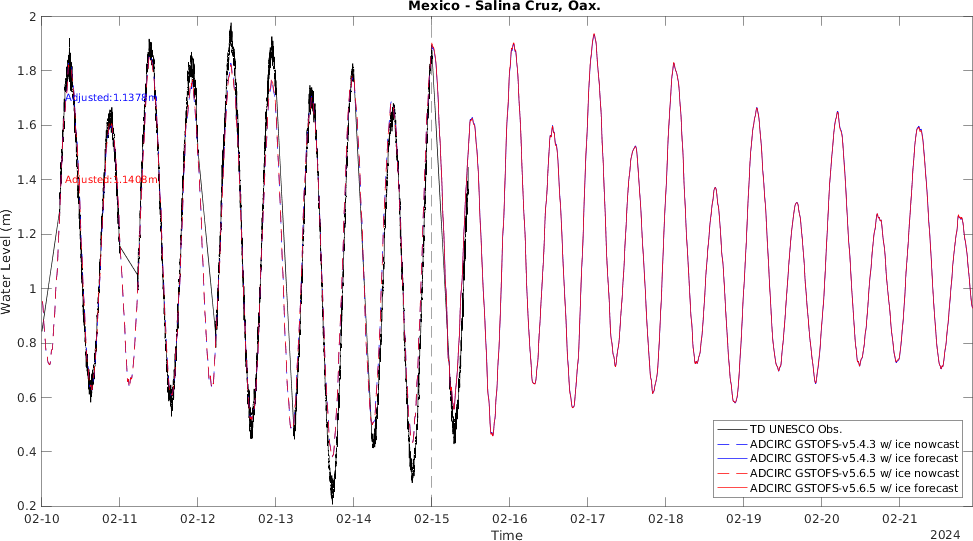 Mexico - Salina Cruz, Oax.
2
1.8
Adjusted:1.1378m
1.6
1.4
Adjusted:1.1408m
1.2
Water Level (m)
1
0.8
0.6
0.4
0.2
TD UNESCO Obs.
ADCIRC GSTOFS-v5.4.3 w/ ice nowcast
ADCIRC GSTOFS-v5.4.3 w/ ice forecast
ADCIRC GSTOFS-v5.6.5 w/ ice nowcast
ADCIRC GSTOFS-v5.6.5 w/ ice forecast
02-10 02-11 02-12 02-13 02-14 02-15 02-16 02-17 02-18 02-19 02-20 02-21
Time
2024